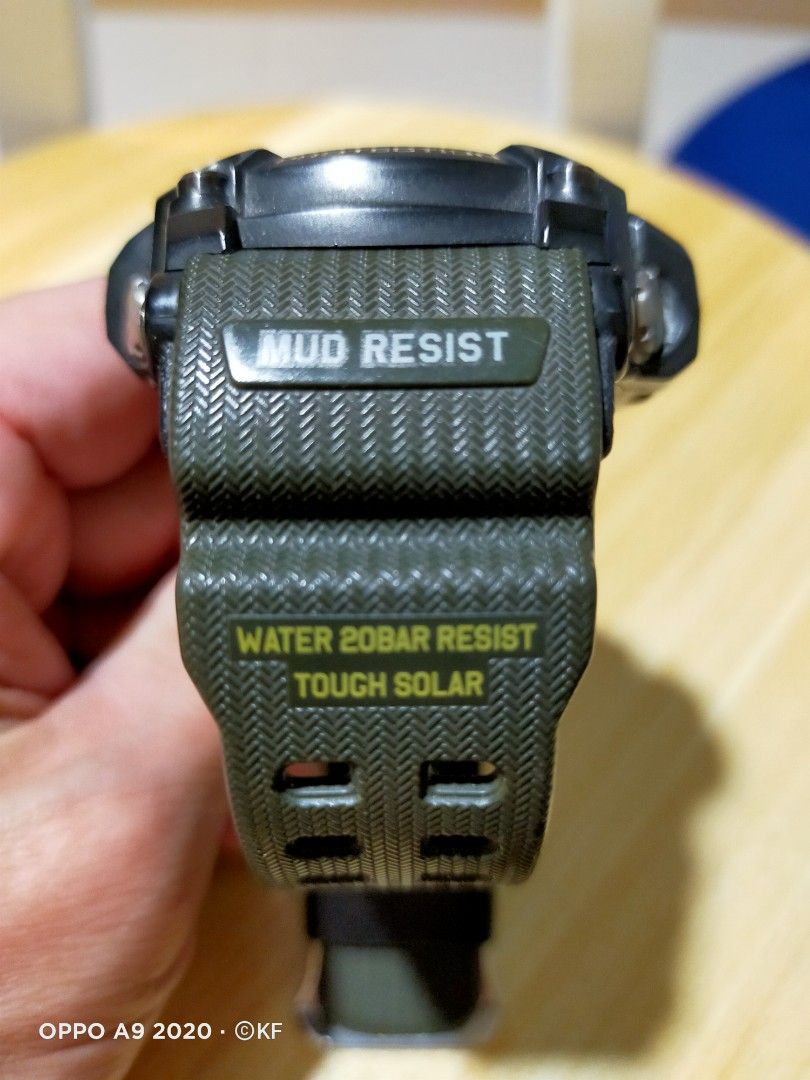 MUD RESIST
WATER 20BAR RESIST
TOUGH SOLAR
OPPO A9 2020 · ©KF